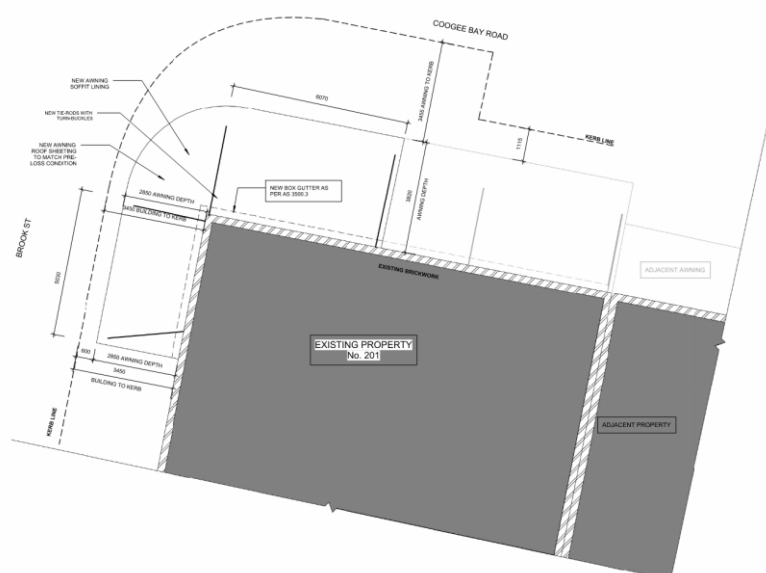 COOGEE BAY ROAD
NEW AWNING
SOFFIT LINING
NEW TIE-RODS WITH
TURN-BUCKLES
NEW AWNING
ROOF SHEETING
TO MATCH PRE-
LOSS CONDITION
6070
3455 AWNING TO KERB
KERB LINE
1115
3820
AWNING DEPTH
2850 AWNING DEPTH
3450 BUILDING TO KERB
NEW BOX GUTTER AS
PER AS 3500.3
BROOK ST
5030
EXISTING BRICKWORK
ADJACENT AWNING
EXISTING PROPERTY
No. 201
600
2850 AWNING DEPTH
3450
BUILDING TO KERB
KERB LINE
ADJACENT PROPERTY